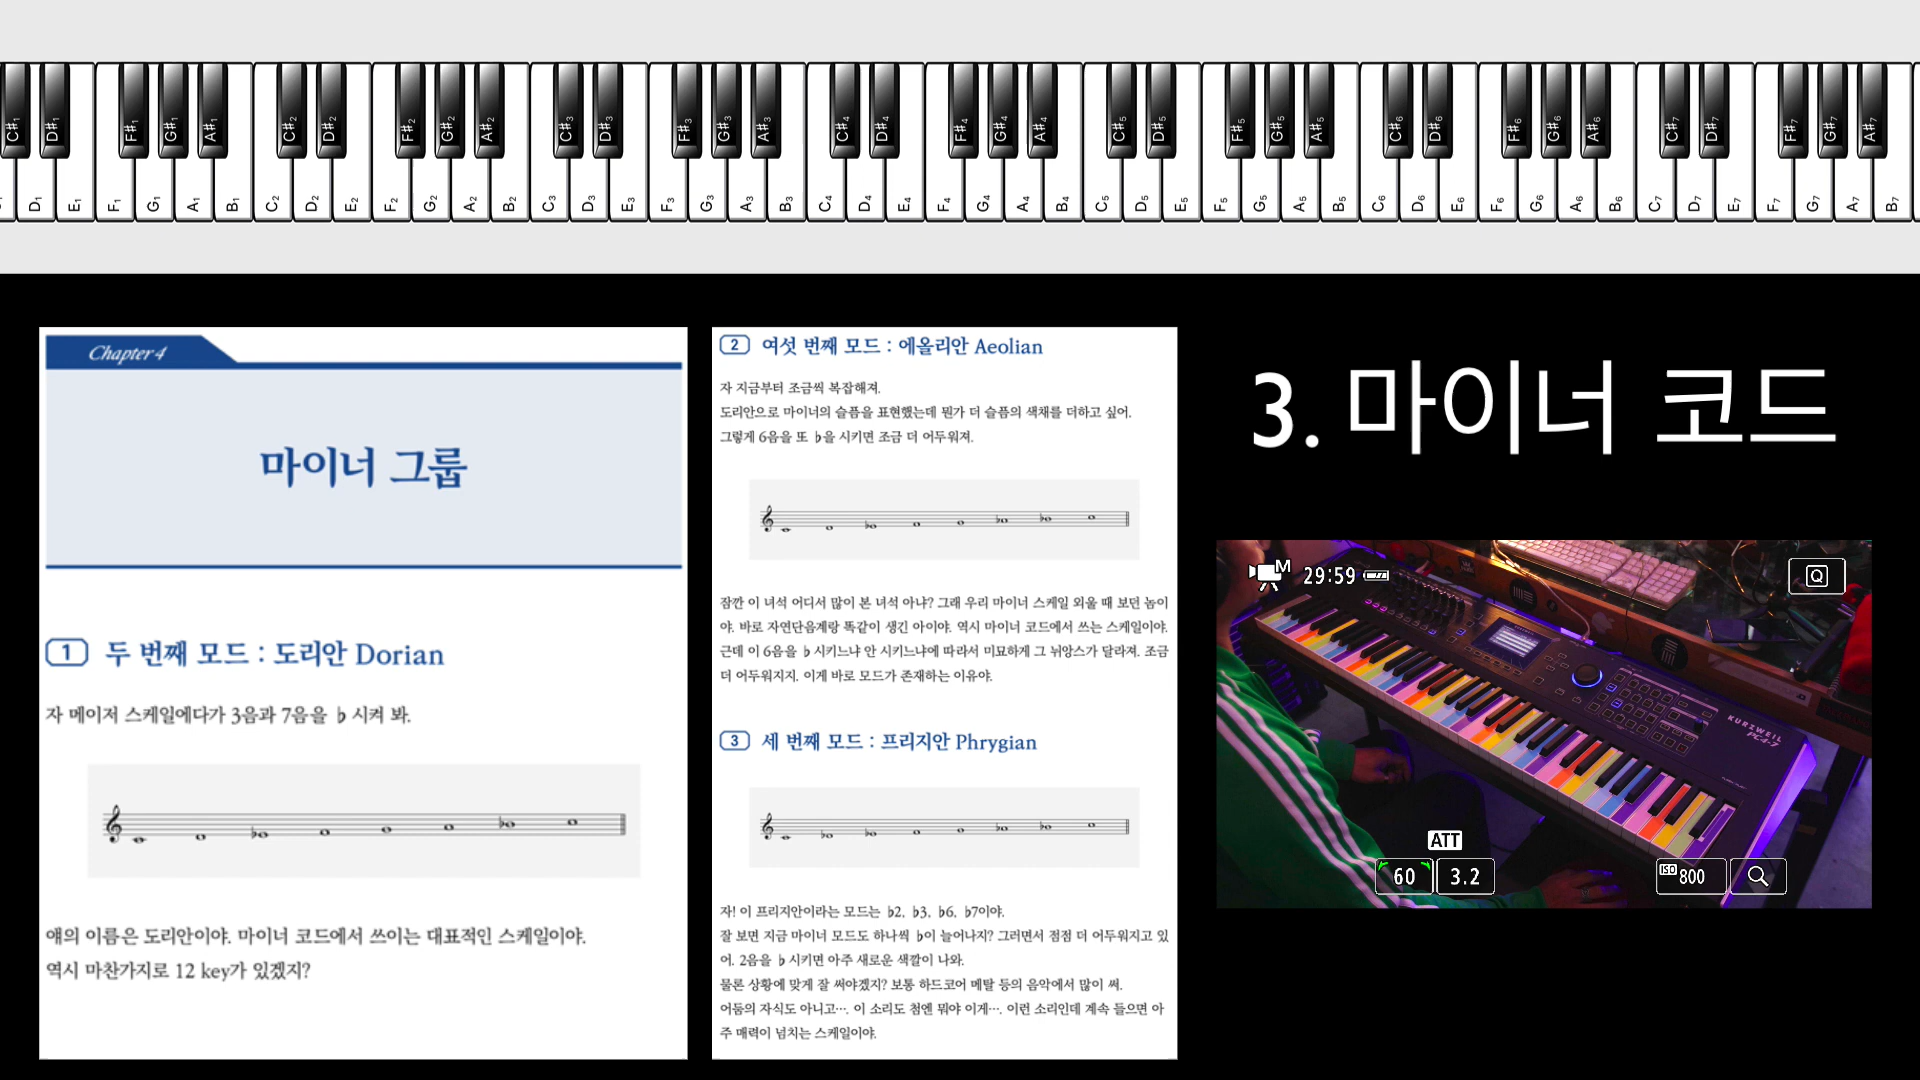 C#1 D#1 F#1 G#1 A#1 C#2 D#2 F#2 G#2 A#2 C#3 D#3 F#3 G#3 A#3 C#4 D#4 F#4 G#4 A#4 C#5 D#5 F#5 G#5 A#5 C#6 D#6 F#6 G#6 A#6 C#7 D#7 F#7 G#7 A#7
D1 E1 F1 G1 A1 B1 C2 D2 E2 F2 G2 A2 B2 C3 D3 E3 F3 G3 A3 B3 C4 D4 E4 F4 G4 A4 B4 C5 D5 E5 F5 G5 A5 B5 C6 D6 E6 F6 G6 A6 B6 C7 D7 E7 F7 G7 A7 B7
Chapter 4
마이너 그룹
1 두 번째 모드 : 도리안 Dorian
자 메이저 스케일에다가 3음과 7음을 ♭ 시켜 봐.
얘의 이름은 도리안이야. 마이너 코드에서 쓰이는 대표적인 스케일이야.
역시 마찬가지로 12 key가 있겠지?
2 여섯 번째 모드 : 에올리안 Aeolian
자 지금부터 조금씩 복잡해져.
도리안으로 마이너의 슬픔을 표현했는데 뭔가 더 슬픔의 색채를 더하고 싶어.
그렇게 6음을 또 ♭을 시키면 조금 더 어두워져.
잠깐 이 녀석 어디서 많이 본 녀석 아냐? 그래 우리 마이너 스케일 외울 때 보던 놈이
야. 바로 자연단음계랑 똑같이 생긴 아이야. 역시 마이너 코드에서 쓰는 스케일이야.
근데 이 6음을 ♭ 시키느냐 안 시키느냐에 따라서 미묘하게 그 뉘앙스가 달라져. 조금
더 어두워지지. 이게 바로 모드가 존재하는 이유야.
3 세 번째 모드 : 프리지안 Phrygian
자! 이 프리지안이라는 모드는 ♭2, ♭3, ♭6, ♭7이야.
잘 보면 지금 마이너 모드도 하나씩 ♭이 늘어나지? 그러면서 점점 더 어두워지고 있
어. 2음을 ♭ 시키면 아주 새로운 색깔이 나와.
물론 상황에 맞게 잘 써야겠지? 보통 하드코어 메탈 등의 음악에서 많이 써.
어둠의 자식도 아니고…. 이 소리도 첨엔 뭐야 이게…. 이런 소리인데 계속 들으면 아
주 매력이 넘치는 스케일이야.
3. 마이너 코드
M 29:59 Q
KURZWEIL
PC4-7
ATT
60 3.2 ISO 800